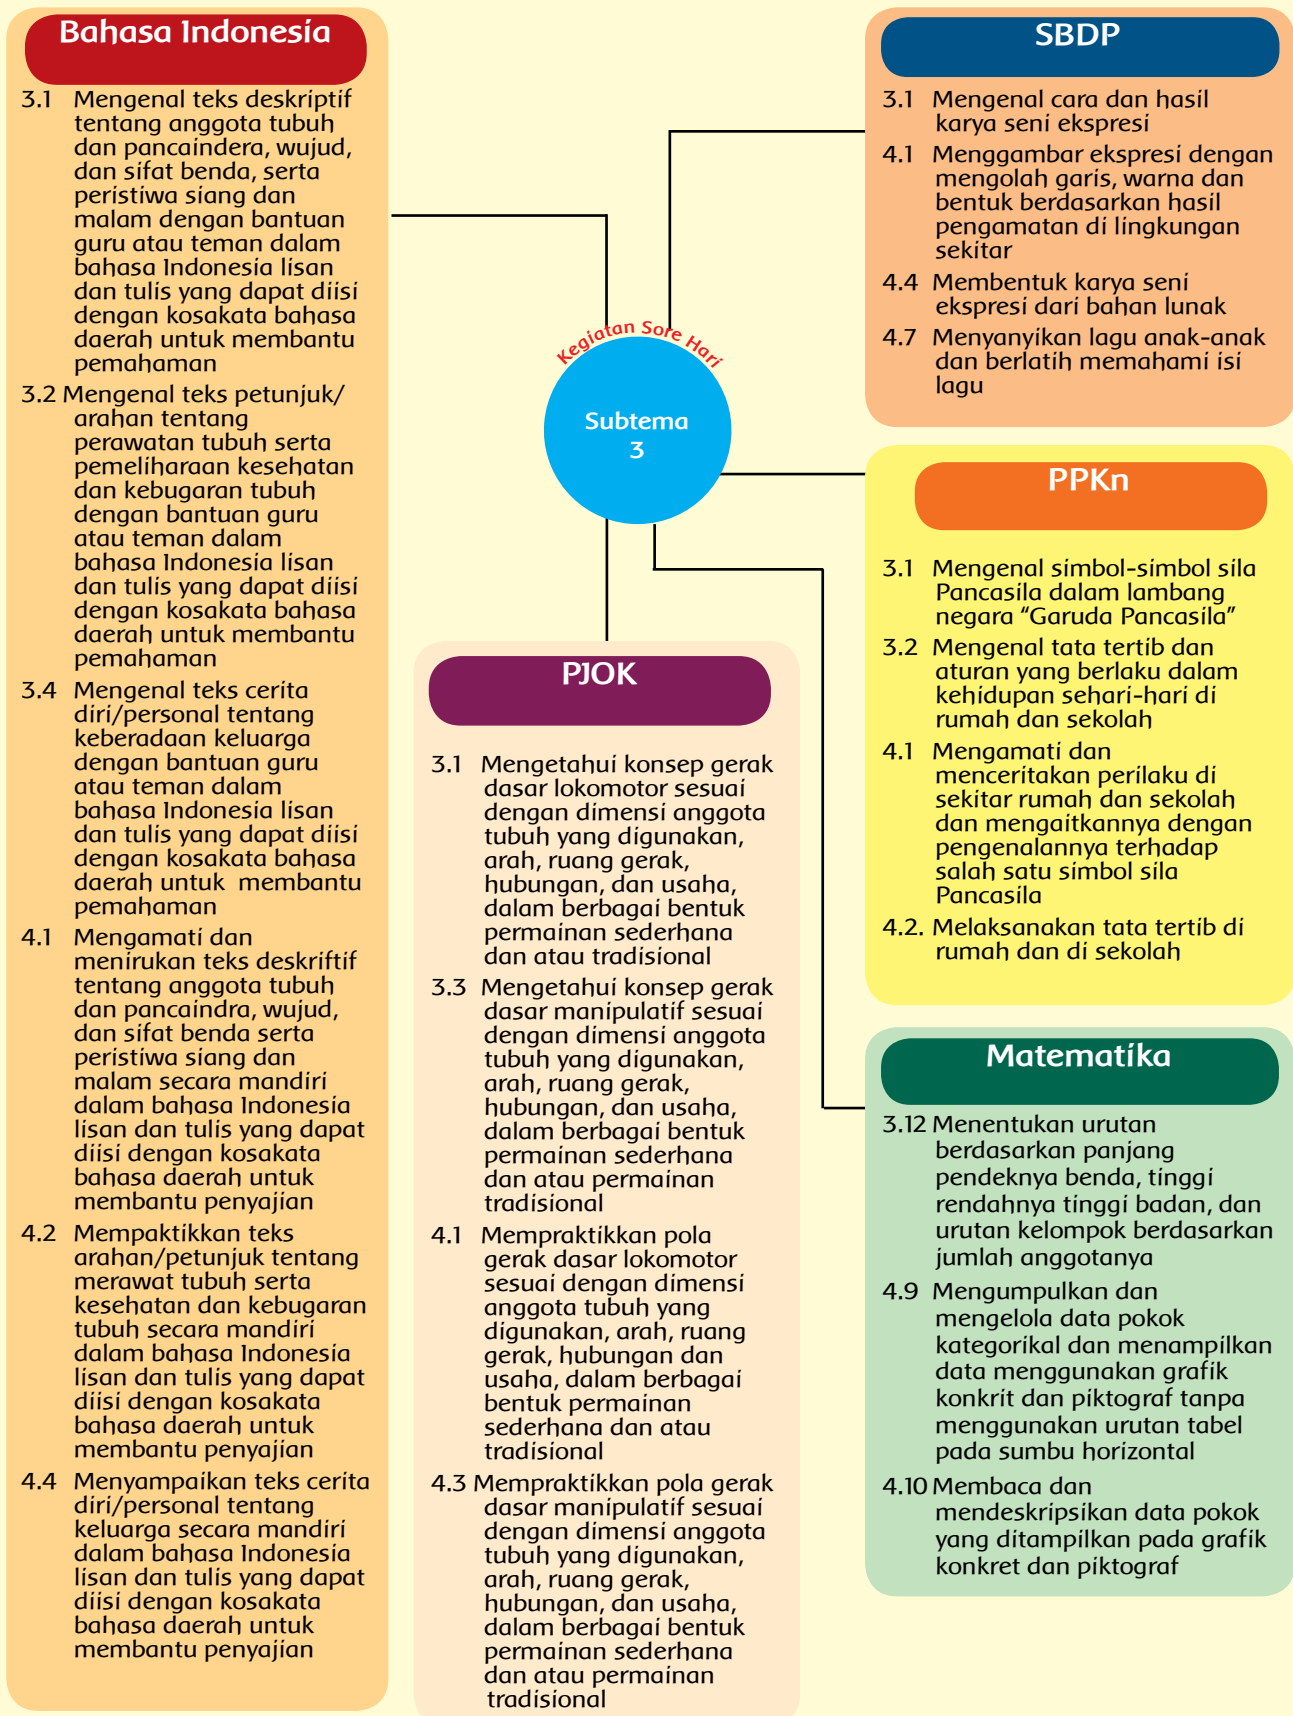 Bahasa Indonesia
3.1 Mengenal teks deskriptif
tentang anggota tubuh
dan pancaindera, wujud,
dan sifat benda, serta
peristiwa siang dan
malam dengan bantuan
guru atau teman dalam
bahasa Indonesia lisan
dan tulis yang dapat diisi
dengan kosakata bahasa
daerah untuk membantu
pemahaman
3.2 Mengenal teks petunjuk/
arahan tentang
perawatan tubuh serta
pemeliharaan kesehatan
dan kebugaran tubuh
dengan bantuan guru
atau teman dalam
bahasa Indonesia lisan
dan tulis yang dapat diisi
dengan kosakata bahasa
daerah untuk membantu
pemahaman
3.4 Mengenal teks cerita
diri/personal tentang
keberadaan keluarga
dengan bantuan guru
atau teman dalam
bahasa Indonesia lisan
dan tulis yang dapat diisi
dengan kosakata bahasa
daerah untuk membantu
pemahaman
4.1 Mengamati dan
menirukan teks deskriftif
tentang anggota tubuh
dan pancaindra, wujud,
dan sifat benda serta
peristiwa siang dan
malam secara mandiri
dalam bahasa Indonesia
lisan dan tulis yang dapat
diisi dengan kosakata
bahasa daerah untuk
membantu penyajian
4.2 Mempaktikkan teks
arahan/petunjuk tentang
merawat tubuh serta
kesehatan dan kebugaran
tubuh secara mandiri
dalam bahasa Indonesia
lisan dan tulis yang dapat
diisi dengan kosakata
bahasa daerah untuk
membantu penyajian
4.4 Menyampaikan teks cerita
diri/personal tentang
keluarga secara mandiri
dalam bahasa Indonesia
lisan dan tulis yang dapat
diisi dengan kosakata
bahasa daerah untuk
membantu penyajian
Kegiatan Sore Hari
Subtema
3
PJOK
3.1 Mengetahui konsep gerak
dasar lokomotor sesuai
dengan dimensi anggota
tubuh yang digunakan,
arah, ruang gerak,
hubungan, dan usaha,
dalam berbagai bentuk
permainan sederhana
dan atau tradisional
3.3 Mengetahui konsep gerak
dasar manipulatif sesuai
dengan dimensi anggota
tubuh yang digunakan,
arah, ruang gerak,
hubungan, dan usaha,
dalam berbagai bentuk
permainan sederhana
dan atau permainan
tradisional
4.1 Mempraktikkan pola
gerak dasar lokomotor
sesuai dengan dimensi
anggota tubuh yang
digunakan, arah, ruang
gerak, hubungan dan
usaha, dalam berbagai
bentuk permainan
sederhana dan atau
tradisional
4.3 Mempraktikkan pola gerak
dasar manipulatif sesuai
dengan dimensi anggota
tubuh yang digunakan,
arah, ruang gerak,
hubungan, dan usaha,
dalam berbagai bentuk
permainan sederhana
dan atau permainan
tradisional
SBDP
3.1 Mengenal cara dan hasil
karya seni ekspresi
4.1 Menggambar ekspresi dengan
mengolah garis, warna dan
bentuk berdasarkan hasil
pengamatan di lingkungan
sekitar
4.4 Membentuk karya seni
ekspresi dari bahan lunak
4.7 Menyanyikan lagu anak-anak
dan berlatih memahami isi
lagu
PPKn
3.1 Mengenal simbol-simbol sila
Pancasila dalam lambang
negara “Garuda Pancasila”
3.2 Mengenal tata tertib dan
aturan yang berlaku dalam
kehidupan sehari-hari di
rumah dan sekolah
4.1 Mengamati dan
menceritakan perilaku di
sekitar rumah dan sekolah
dan mengaitkannya dengan
pengenalannya terhadap
salah satu simbol sila
Pancasila
4.2. Melaksanakan tata tertib di
rumah dan di sekolah
Matematika
3.12 Menentukan urutan
berdasarkan panjang
pendeknya benda, tinggi
rendahnya tinggi badan, dan
urutan kelompok berdasarkan
jumlah anggotanya
4.9 Mengumpulkan dan
mengelola data pokok
kategorikal dan menampilkan
data menggunakan grafik
konkrit dan piktograf tanpa
menggunakan urutan tabel
pada sumbu horizontal
4.10 Membaca dan
mendeskripsikan data pokok
yang ditampilkan pada grafik
konkret dan piktograf